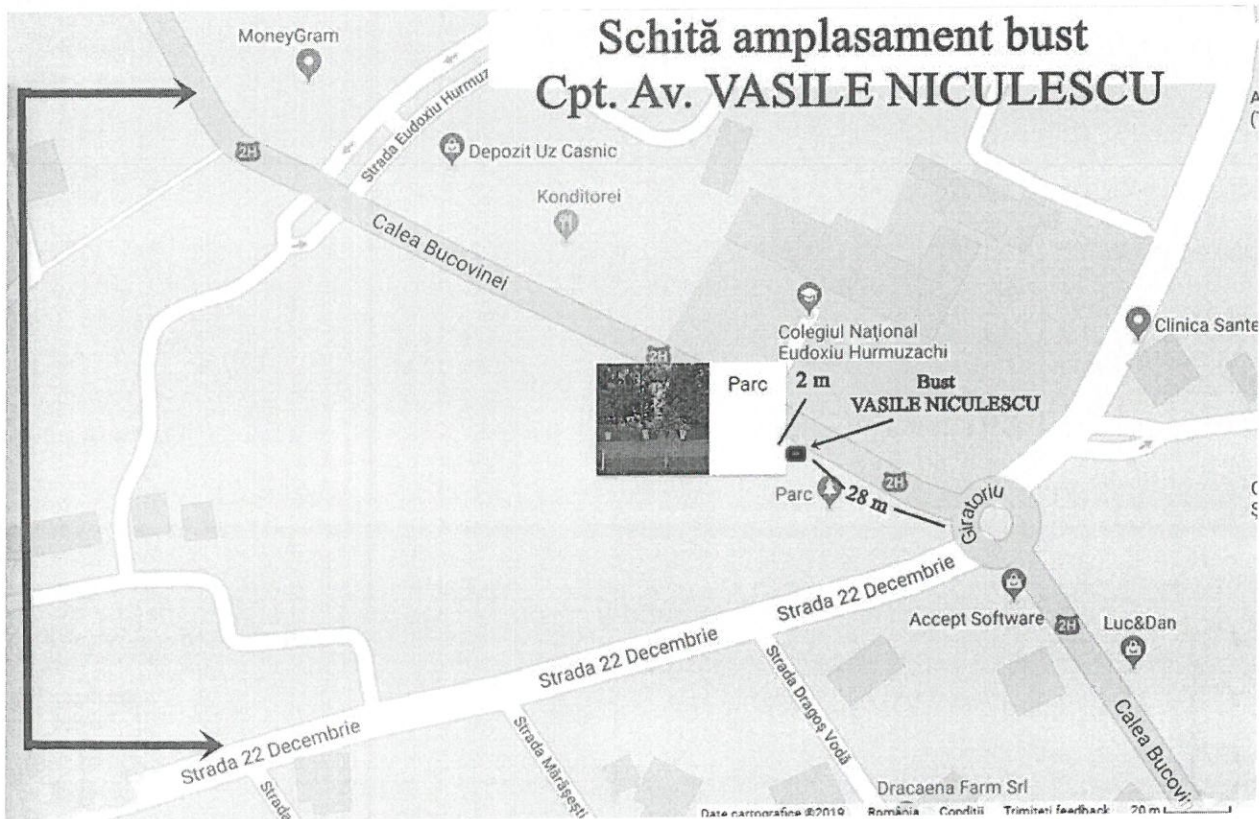 Schită amplasament bust
Cpt. Av. VASILE NICULESCU
MoneyGram
Strada Eudoxiu Hurmuz
2H
Depozit Uz Casnic
Konditorei
Calea Bucovinei
Colegiul Național
Eudoxiu Hurmuzachi
Clinica Sante
2H
Parc
2 m
Bust
VASILE NICULESCU
Parc
28 m
2H
Giratoriu
Strada 22 Decembrie
Accept Software
2H
Luc&Dan
Strada 22 Decembrie
Strada 22 Decembrie
Strada Dragoș Vodă
Strada Mărășești
Strada
Calea Bucovin
Dracaena Farm Srl
Date cartografice ©2019 România Condiții Trimiteți feedback 20 m